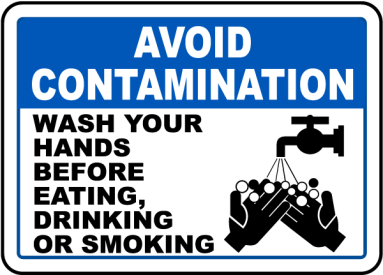 AVOID
CONTAMINATION
WASH YOUR
HANDS
BEFORE
EATING,
DRINKING
OR SMOKING